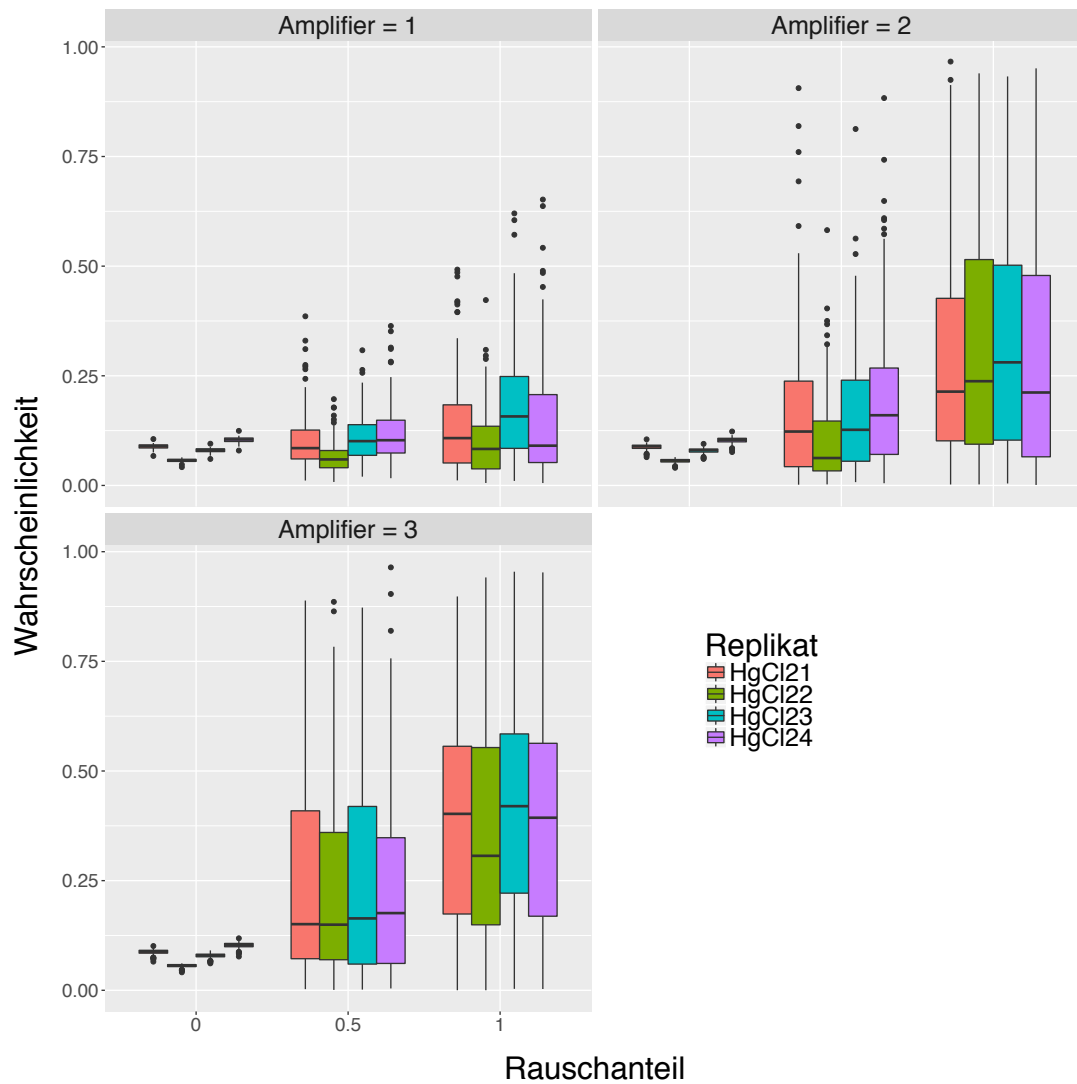 Amplifier = 1
Amplifier = 2
1.00
0.75
0.50
0.25
0.00
Wahrscheinlichkeit
Amplifier = 3
1.00
0.75
0.50
0.25
0.00
0
0.5
1
Rauschanteil
Replikat
HgCl21
HgCl22
HgCl23
HgCl24